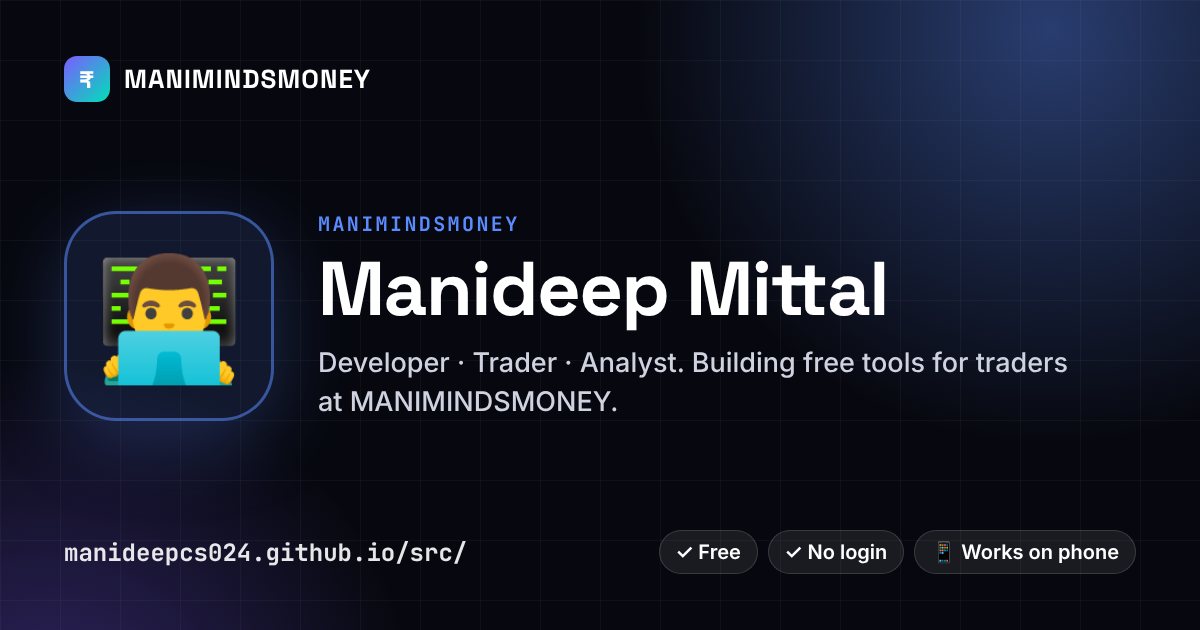 ₹ MANIMINDSMONEY
MANIMINDSMONEY
Manideep Mittal
Developer · Trader · Analyst. Building free tools for traders
at MANIMINDSMONEY.
manideepcs024.github.io/src/
✓ Free ✓ No login 📱 Works on phone